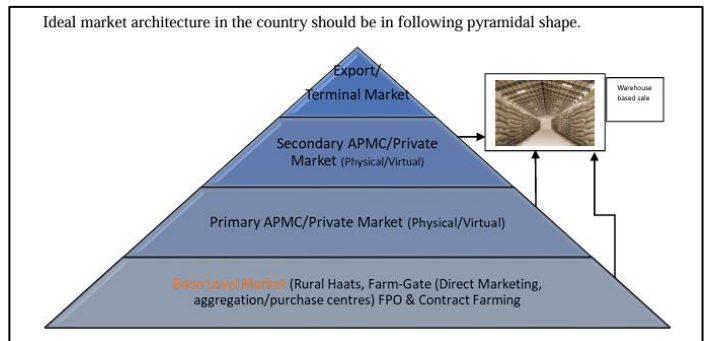 Ideal market architecture in the country should be in following pyramidal shape.
Export/
Terminal Market
Warehouse
based sale
Secondary APMC/Private
Market (Physical/Virtual)
Primary APMC/Private Market (Physical/Virtual)
Base Level Market (Rural Haats, Farm-Gate (Direct Marketing,
aggregation/purchase centres) FPO & Contract Farming